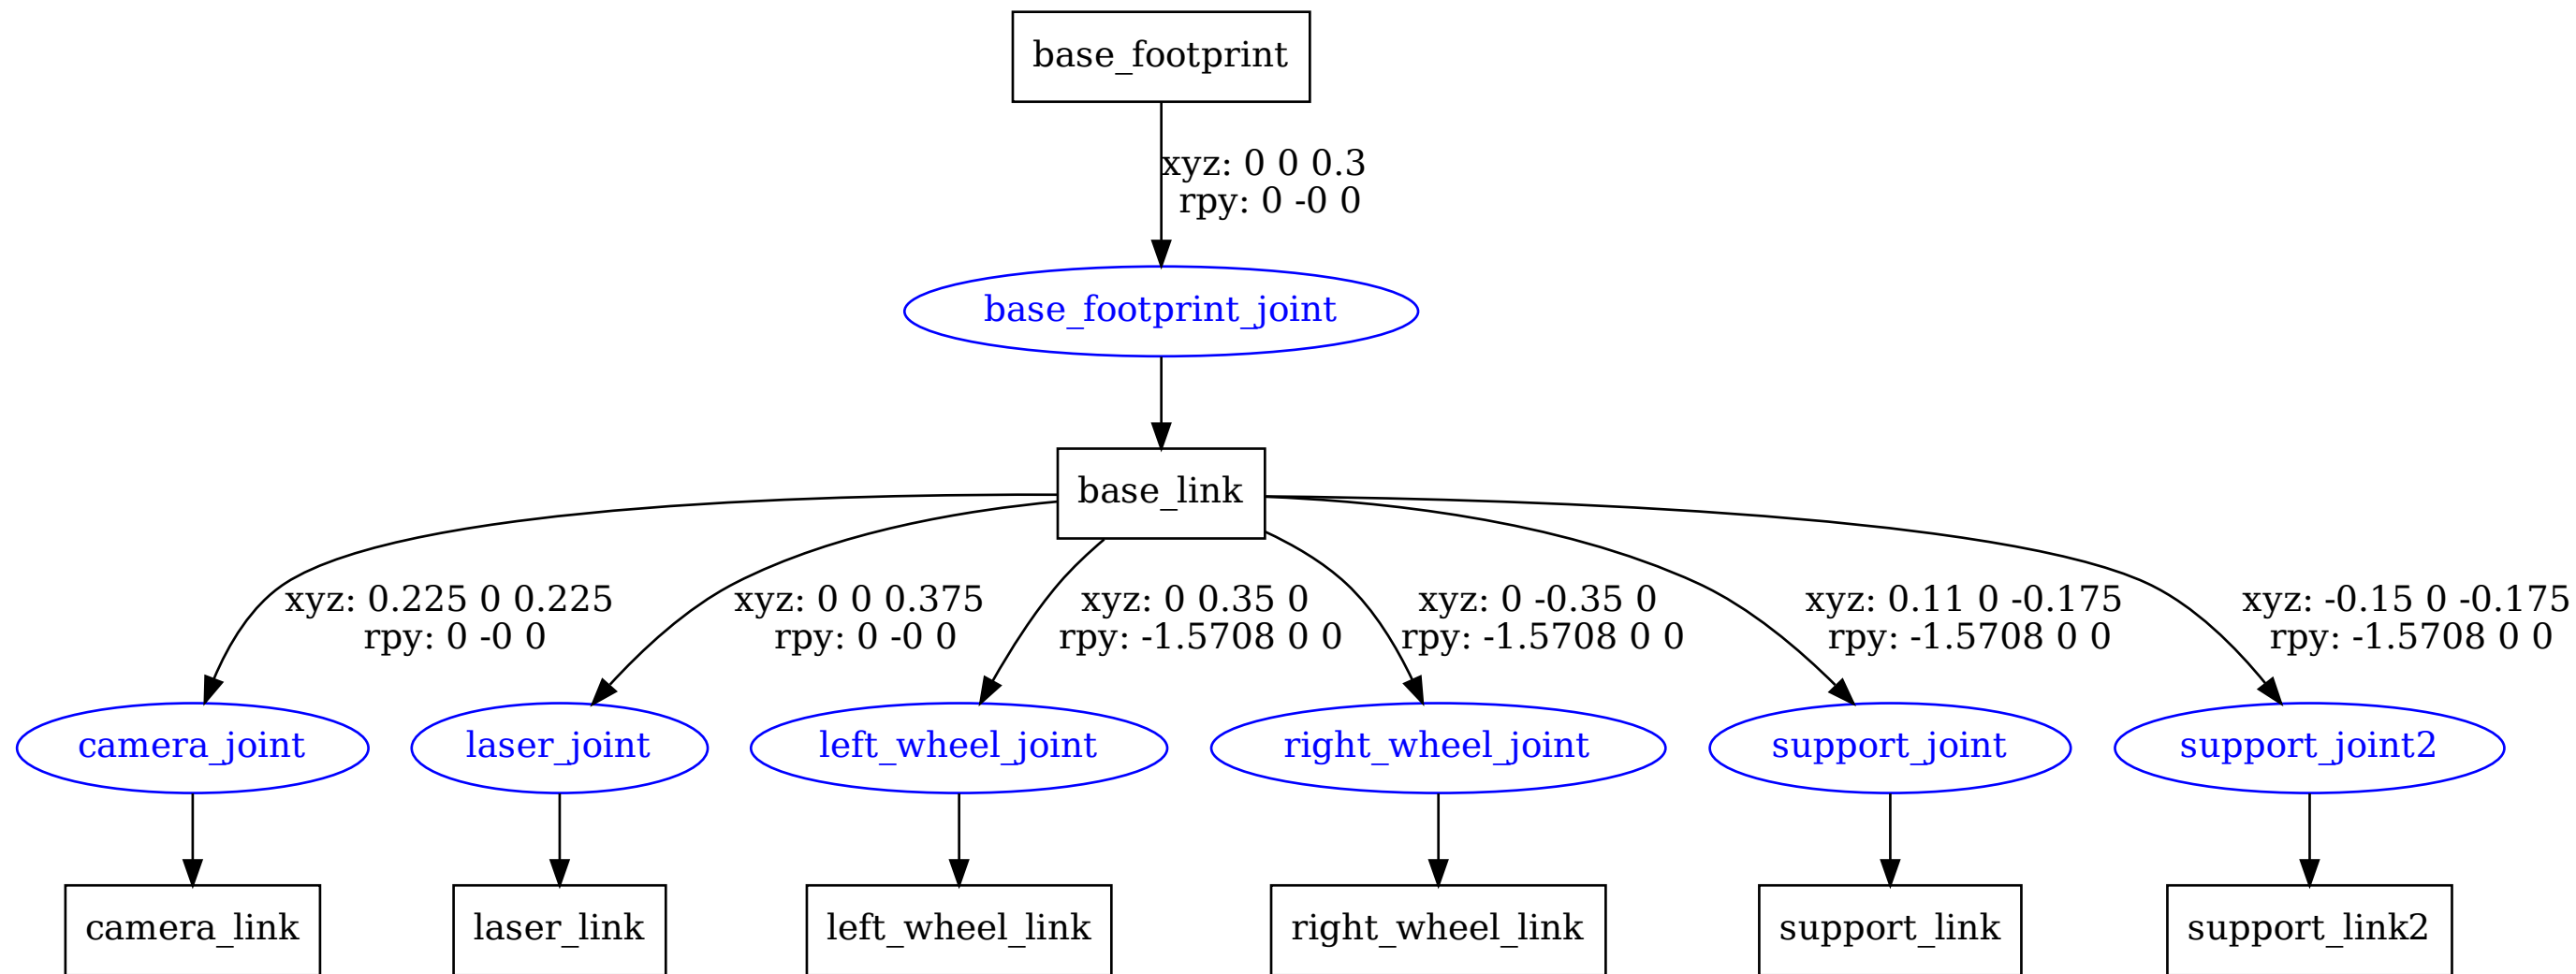 base_footprint
xyz: 0 0 0.3
rpy: 0 -0 0
base_footprint_joint
base_link
xyz: 0.225 0 0.225
rpy: 0 -0 0
xyz: 0 0 0.375
rpy: 0 -0 0
xyz: 0 0.35 0
rpy: -1.5708 0 0
xyz: 0 -0.35 0
rpy: -1.5708 0 0
xyz: 0.11 0 -0.175
rpy: -1.5708 0 0
xyz: -0.15 0 -0.175
rpy: -1.5708 0 0
camera_joint
laser_joint
left_wheel_joint
right_wheel_joint
support_joint
support_joint2
camera_link
laser_link
left_wheel_link
right_wheel_link
support_link
support_link2